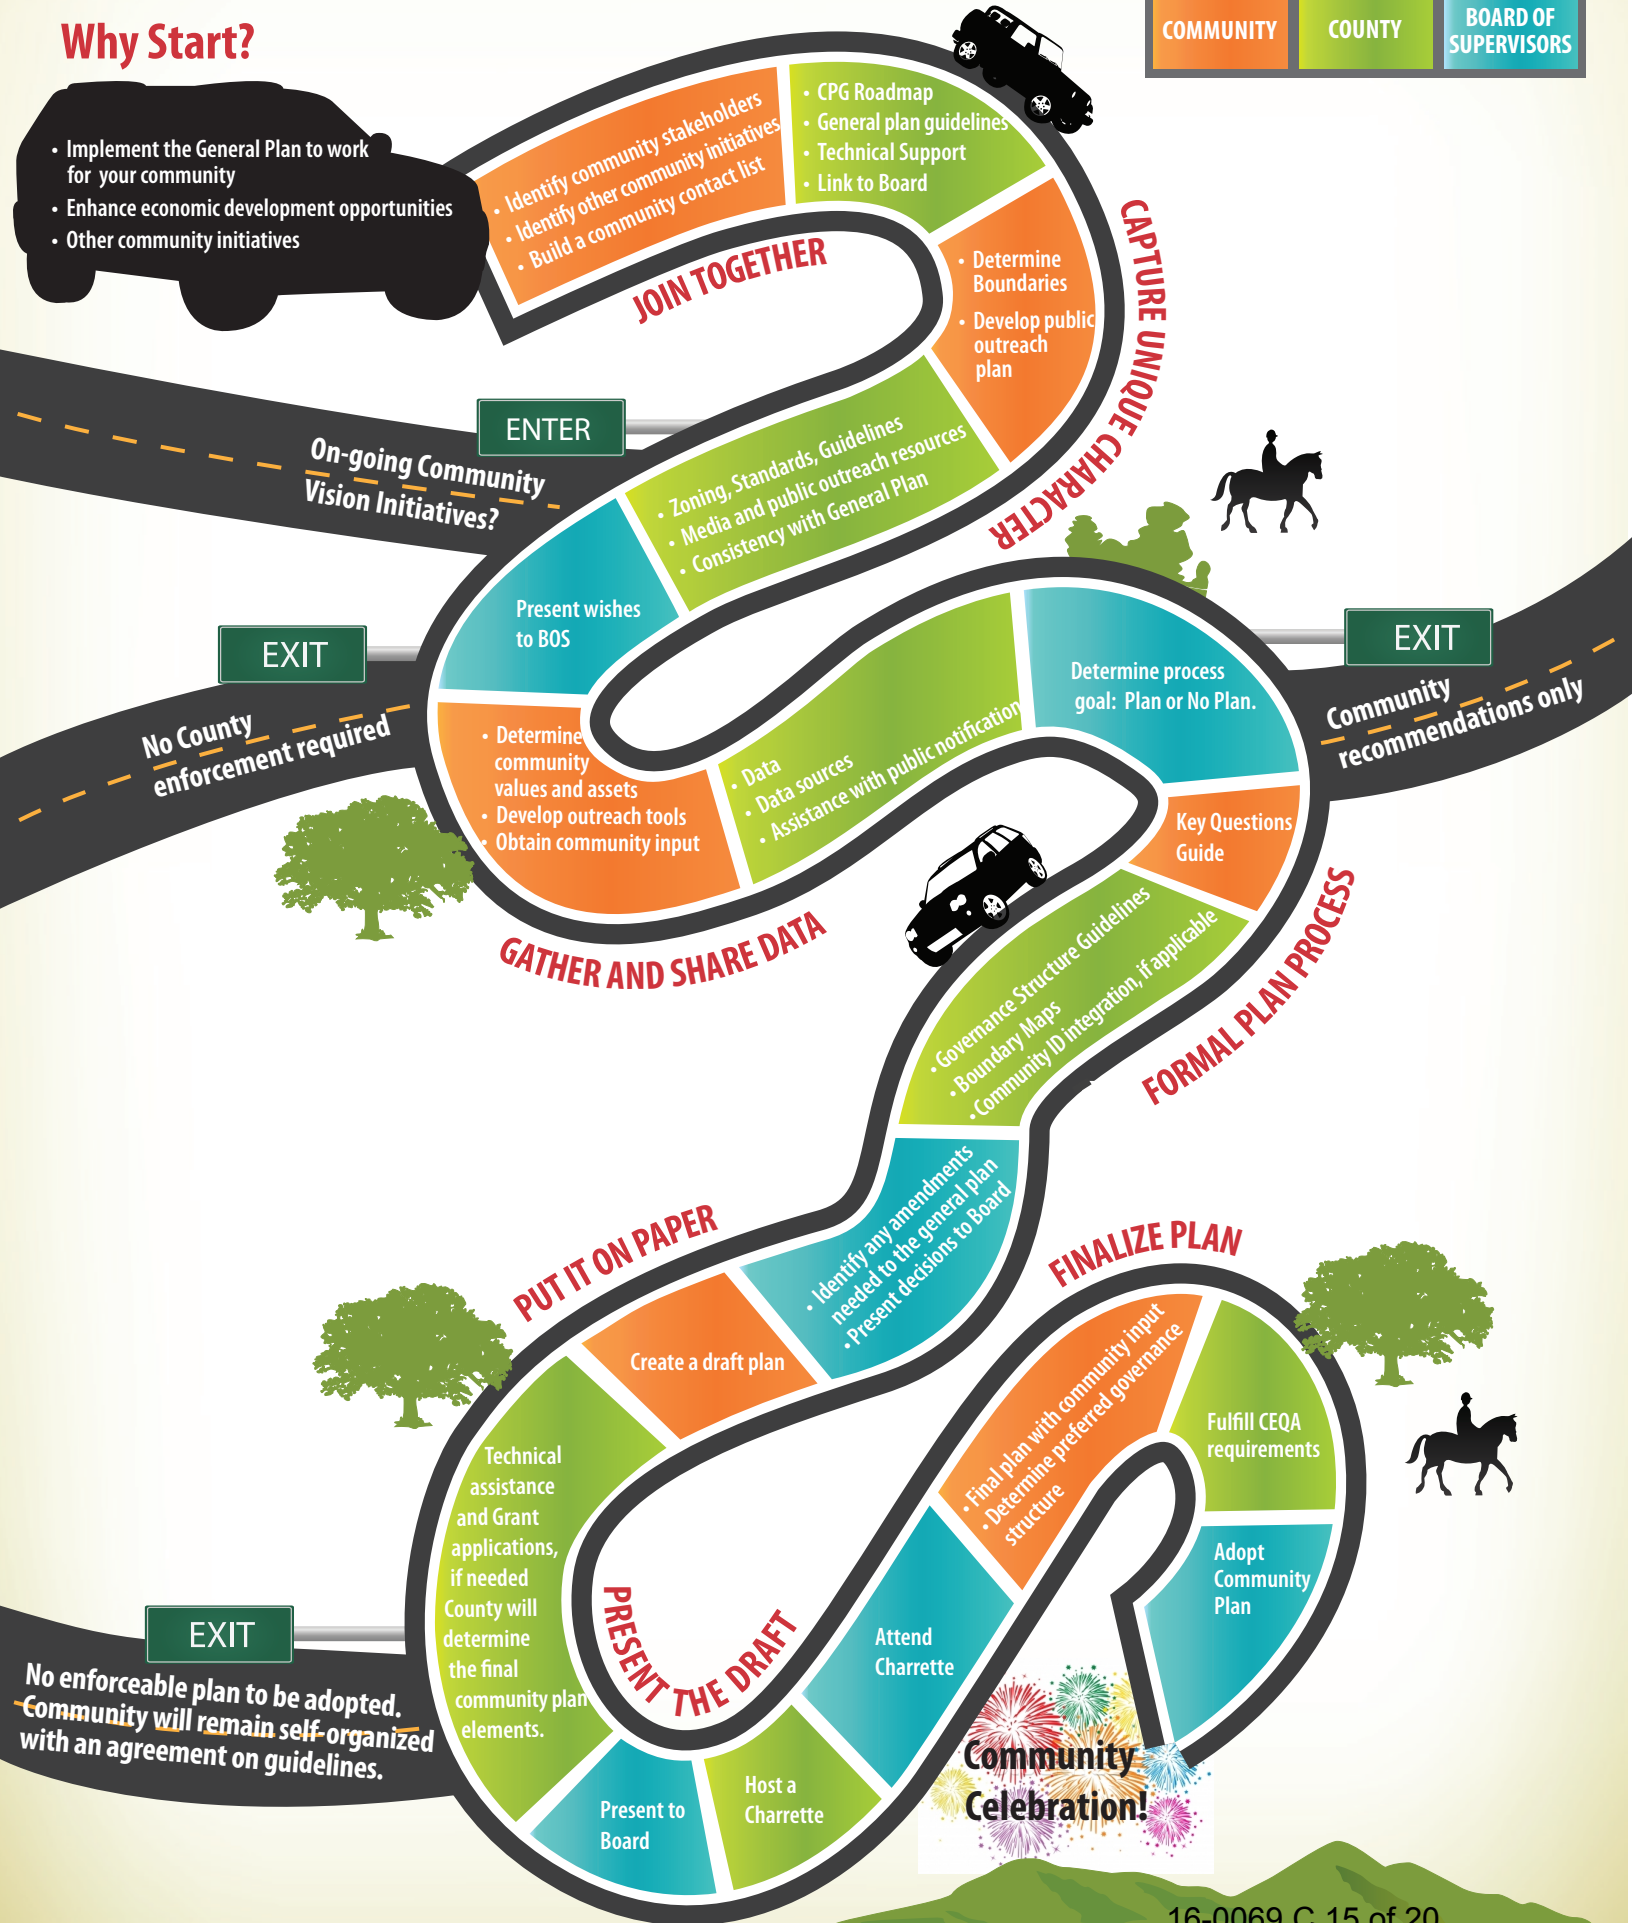 Why Start?
• Implement the General Plan to work
for your community
• Enhance economic development opportunities
• Other community initiatives
COMMUNITY
COUNTY
BOARD OF
SUPERVISORS
• Identify community stakeholders
• Identify other community initiatives
• Build a community contact list
• CPG Roadmap
• General plan guidelines
• Technical Support
• Link to Board
JOIN TOGETHER
• Determine
Boundaries
• Develop public
outreach
plan
CAPTURE UNIQUE CHARACTER
ENTER
On-going Community
Vision Initiatives?
• Zoning, Standards, Guidelines
• Media and public outreach resources
• Consistency with General Plan
Present wishes
to BOS
EXIT
No County
enforcement required
• Determine
community
values and assets
• Develop outreach tools
• Obtain community input
• Data
• Data sources
• Assistance with public notification
GATHER AND SHARE DATA
Determine process
goal: Plan or No Plan.
EXIT
Community
recommendations only
Key Questions
Guide
• Governance Structure Guidelines
• Boundary Maps
• Community ID integration, if applicable
FORMAL PLAN PROCESS
• Identify any amendments
needed to the general plan
• Present decisions to Board
PUT IT ON PAPER
Create a draft plan
Technical
assistance
and Grant
applications,
if needed
County will
determine
the final
community plan
elements.
EXIT
No enforceable plan to be adopted.
Community will remain self-organized
with an agreement on guidelines.
PRESENT THE DRAFT
Present to
Board
Host a
Charrette
Attend
Charrette
FINALIZE PLAN
• Final plan with community input
• Determine preferred governance
structure
Fulfill CEQA
requirements
Adopt
Community
Plan
Community
Celebration!
16-0069 C 15 of 20